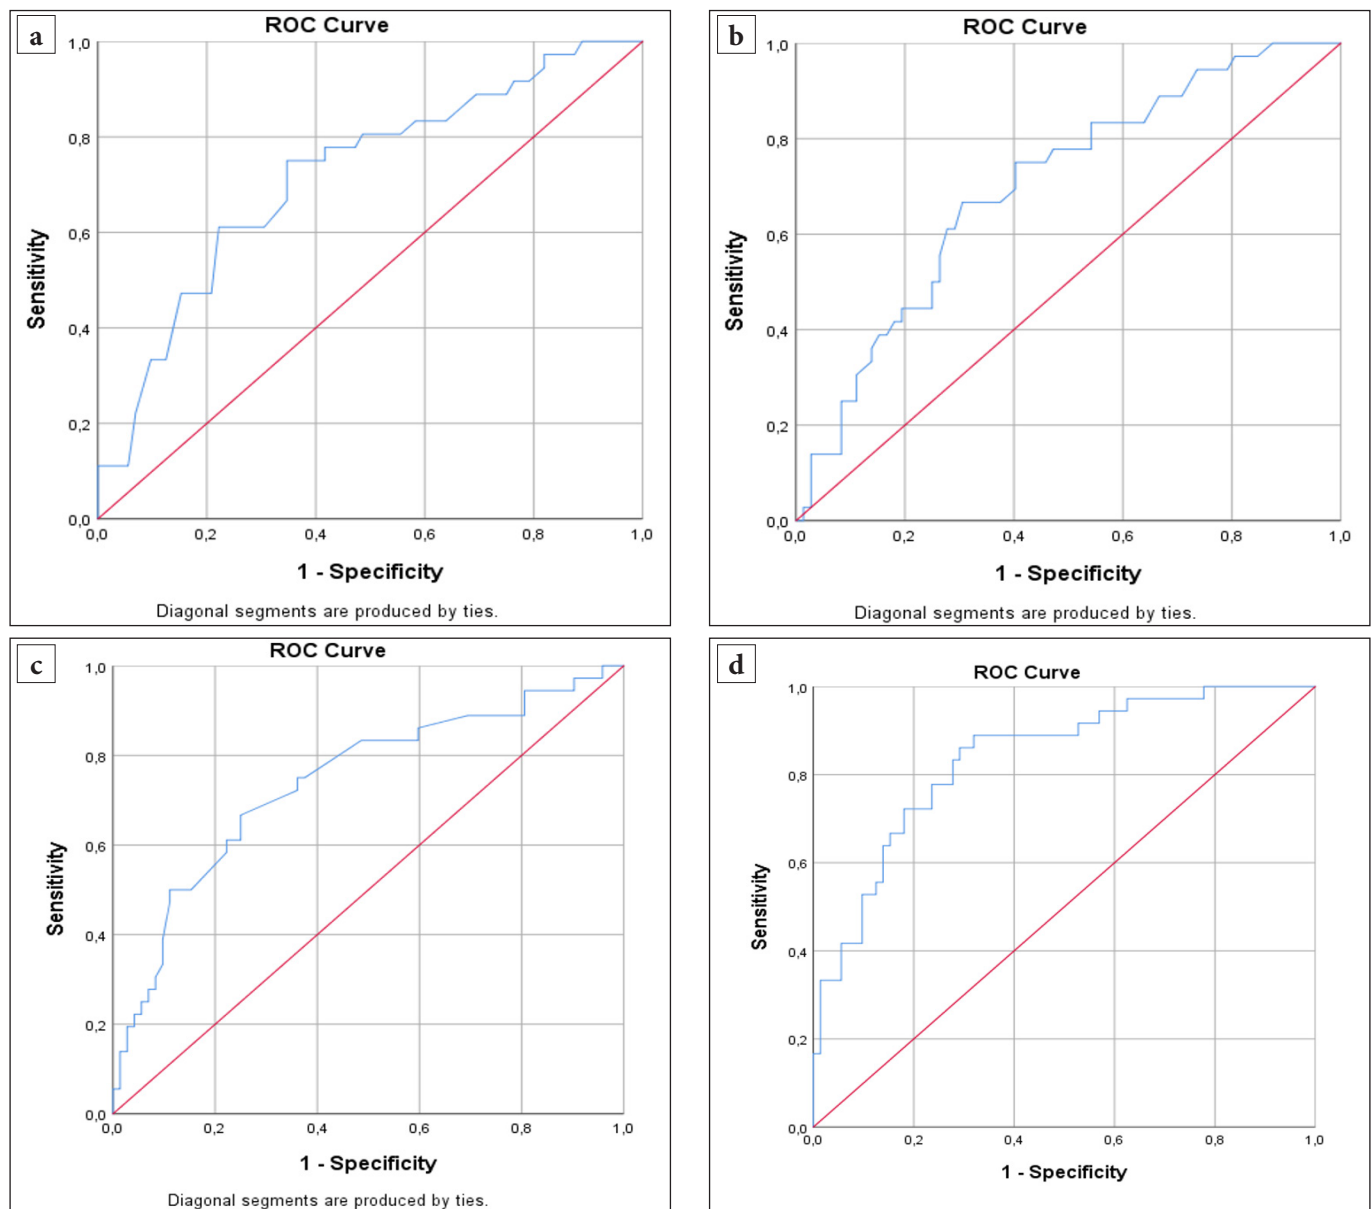 a
ROC Curve
1,0
0,8
0,6
0,4
0,2
0,0
Sensitivity
0,0 0,2 0,4 0,6 0,8 1,0
1 - Specificity
Diagonal segments are produced by ties.
b
ROC Curve
1,0
0,8
0,6
0,4
0,2
0,0
Sensitivity
0,0 0,2 0,4 0,6 0,8 1,0
1 - Specificity
Diagonal segments are produced by ties.
c
ROC Curve
1,0
0,8
0,6
0,4
0,2
0,0
Sensitivity
0,0 0,2 0,4 0,6 0,8 1,0
1 - Specificity
Diagonal segments are produced by ties.
d
ROC Curve
1,0
0,8
0,6
0,4
0,2
0,0
Sensitivity
0,0 0,2 0,4 0,6 0,8 1,0
1 - Specificity